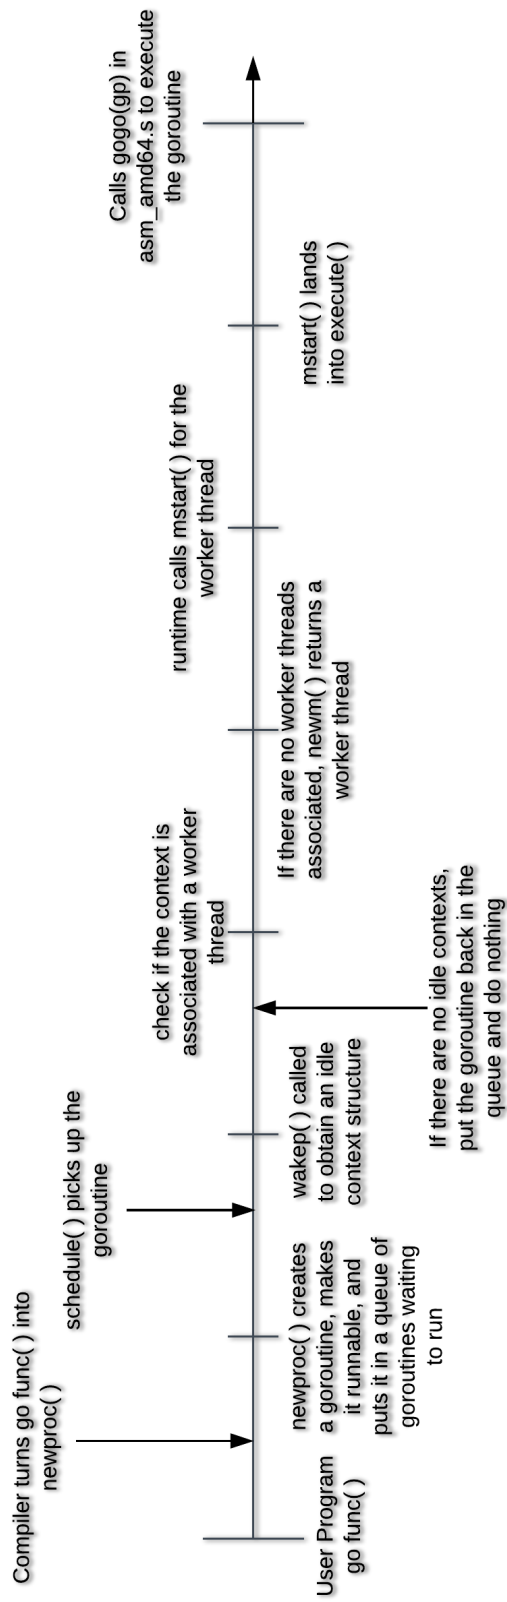 User Program
go func( )
Compiler turns go func( ) into
newproc( )
newproc( ) creates
a goroutine, makes
it runnable, and
puts it in a queue of
goroutines waiting
to run
schedule( ) picks up the
goroutine
wakep( ) called
to obtain an idle
context structure
If there are no idle contexts,
put the goroutine back in the
queue and do nothing
check if the context is
associated with a worker
thread
If there are no worker threads
associated, newm( ) returns a
worker thread
runtime calls mstart( ) for the
worker thread
mstart( ) lands
into execute( )
Calls gogo(gp) in
asm_amd64.s to execute
the goroutine